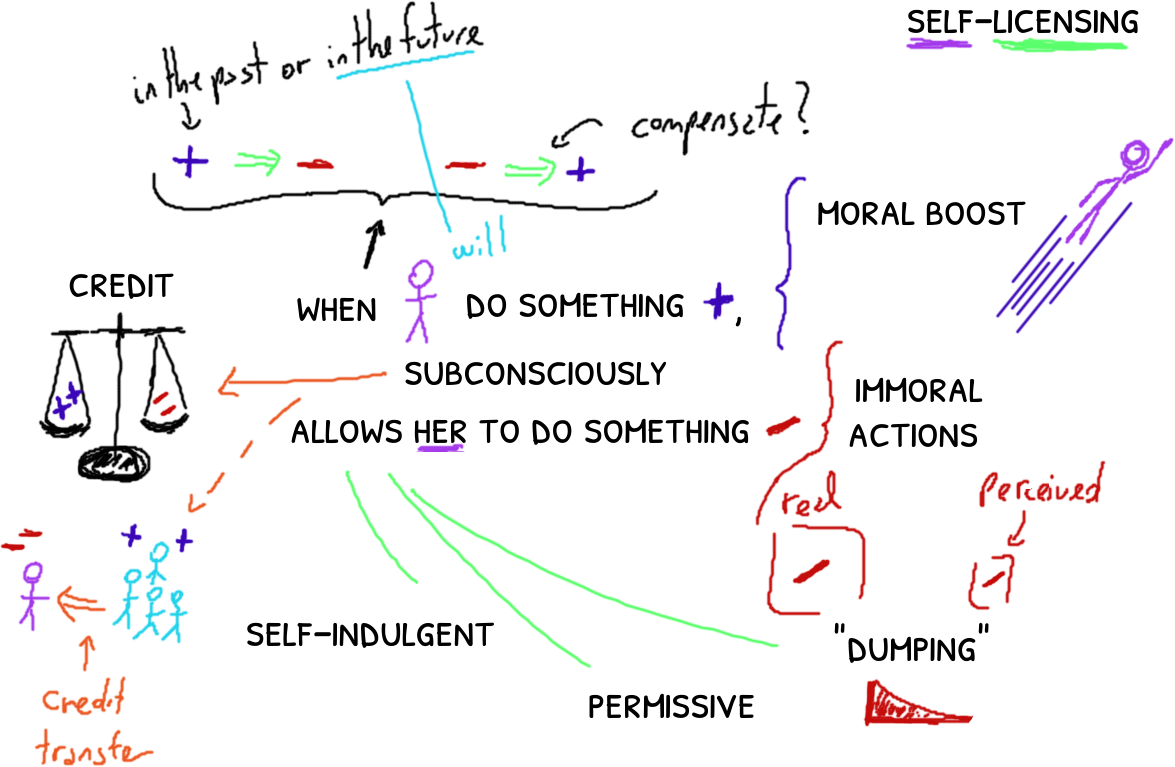 SELF-LICENSING
in the past or in the future
compensate?
+ ⇒ - - ⇒ +
MORAL BOOST
will
CREDIT
WHEN DO SOMETHING +,
SUBCONSCIOUSLY
ALLOWS HER TO DO SOMETHING -
IMMORAL
ACTIONS
real
Perceived
SELF-INDULGENT
"DUMPING"
PERMISSIVE
Credit
transfer